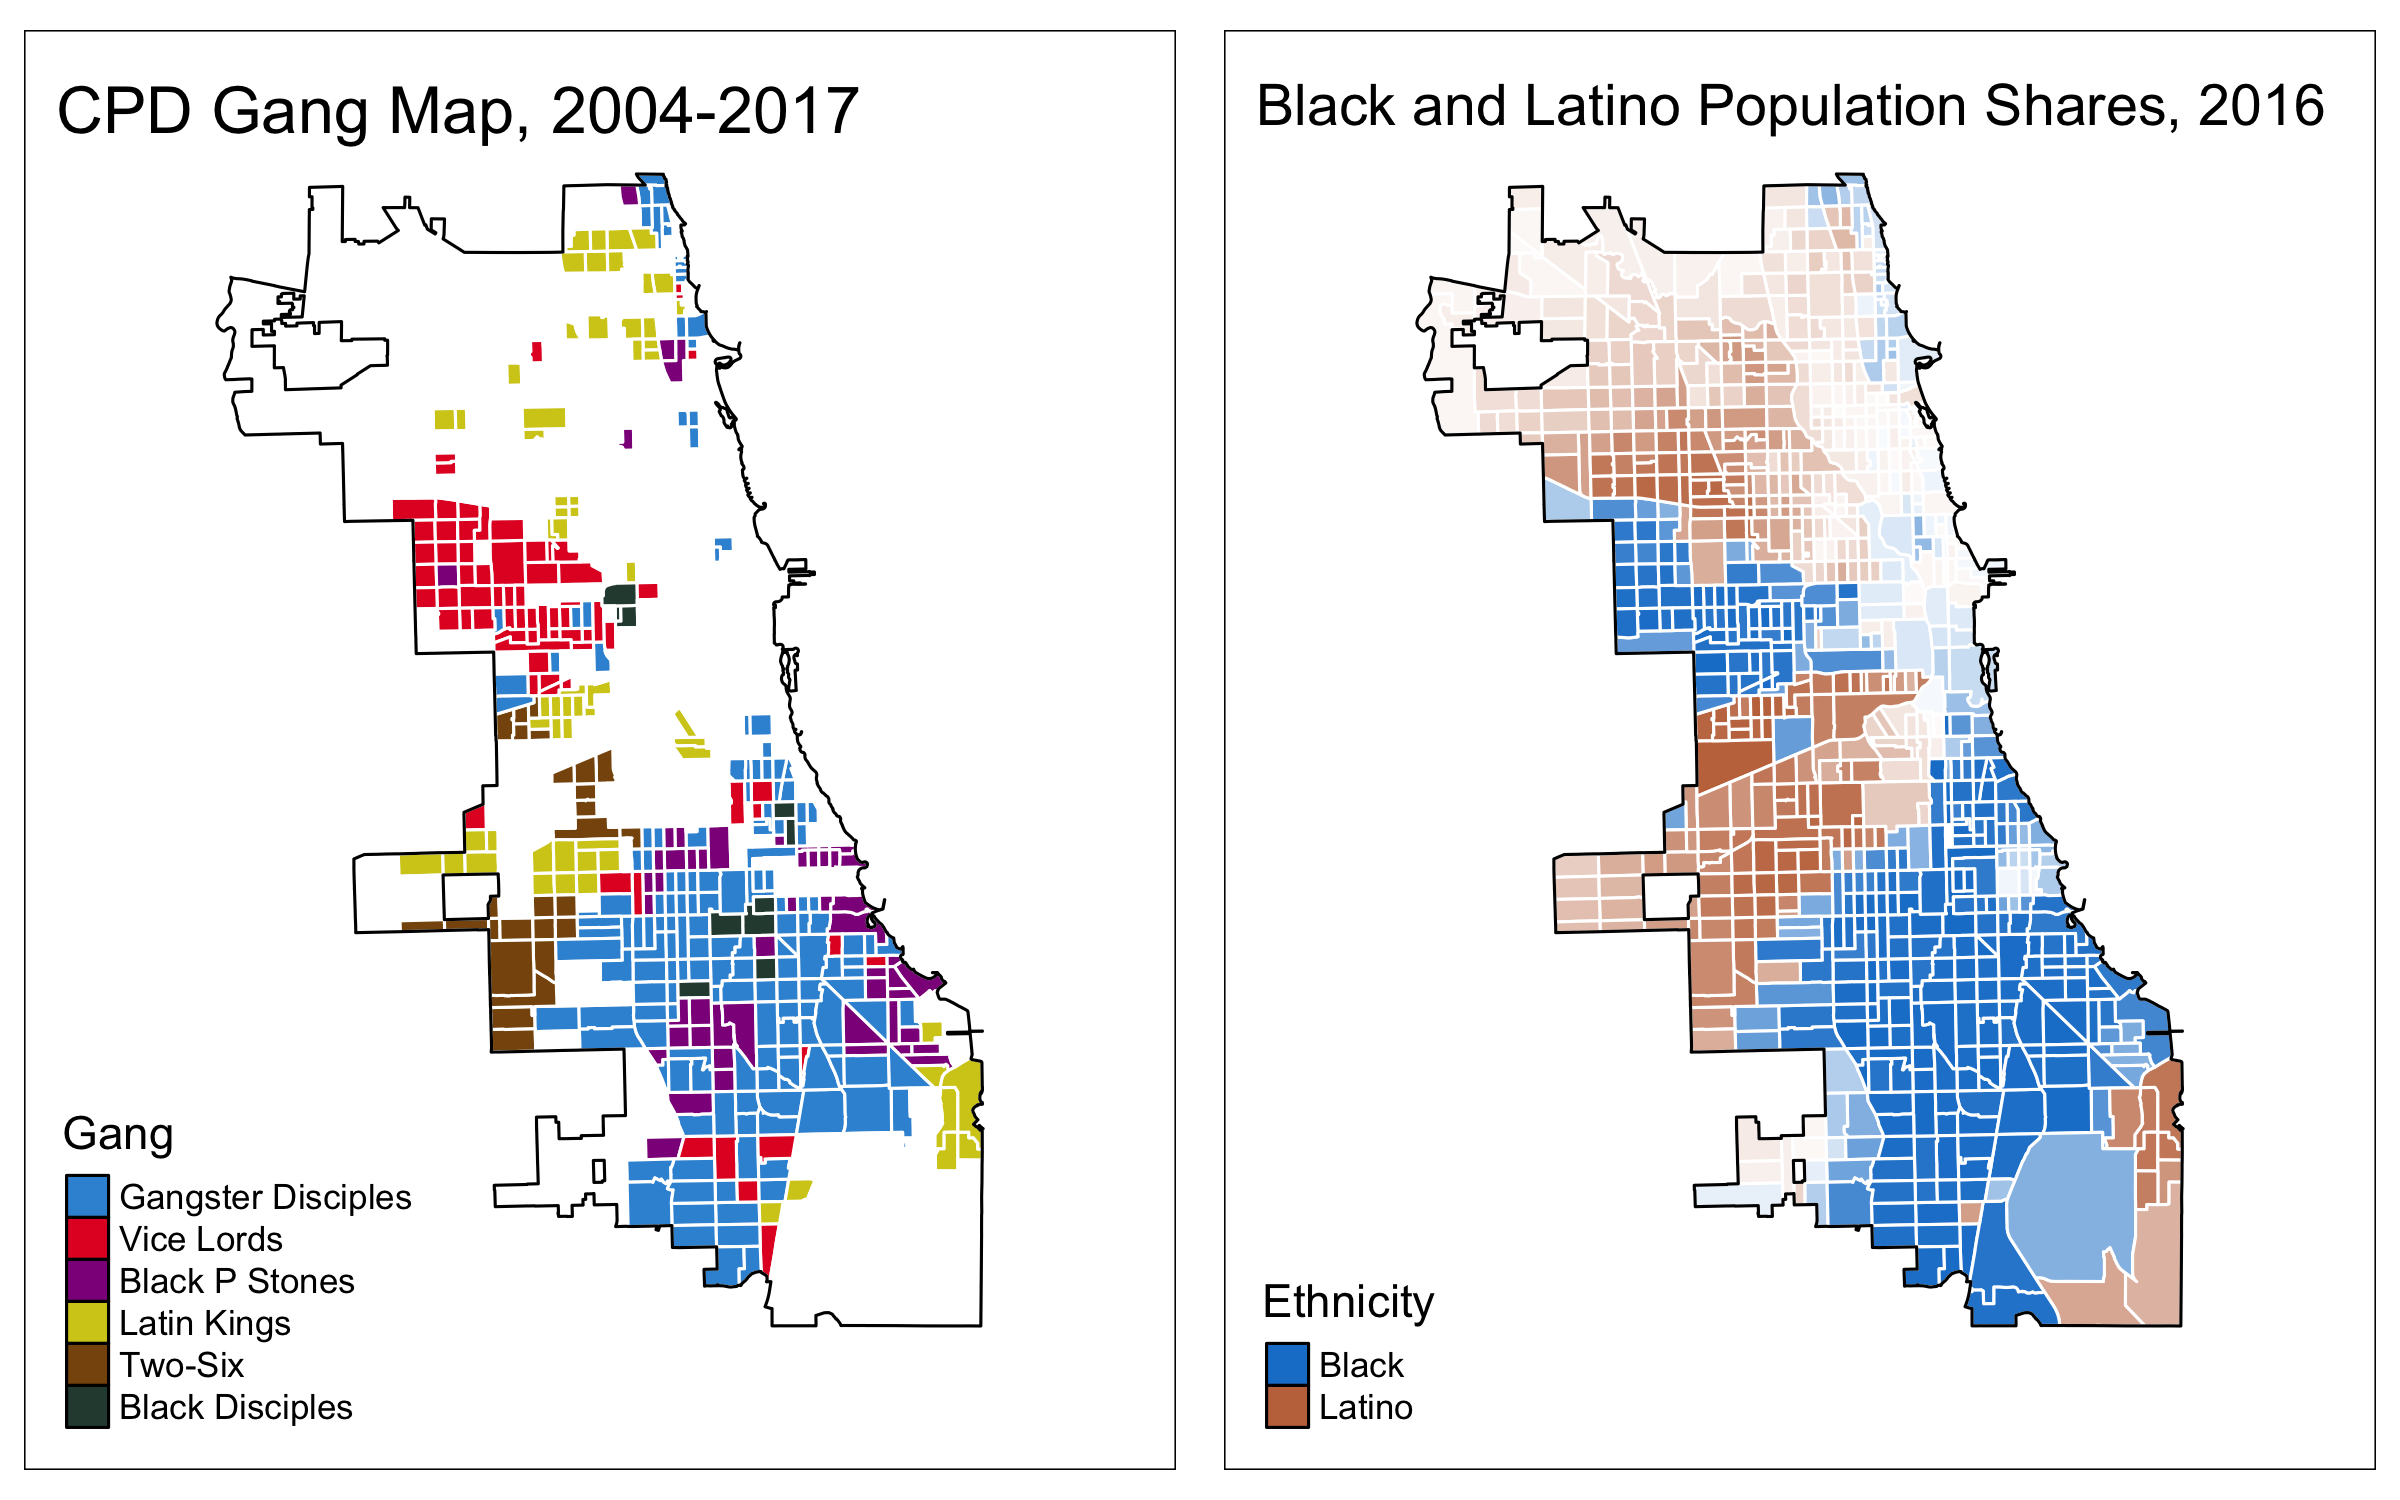 CPD Gang Map, 2004-2017
Gang
Gangster Disciples
Vice Lords
Black P Stones
Latin Kings
Two-Six
Black Disciples
Black and Latino Population Shares, 2016
Ethnicity
Black
Latino